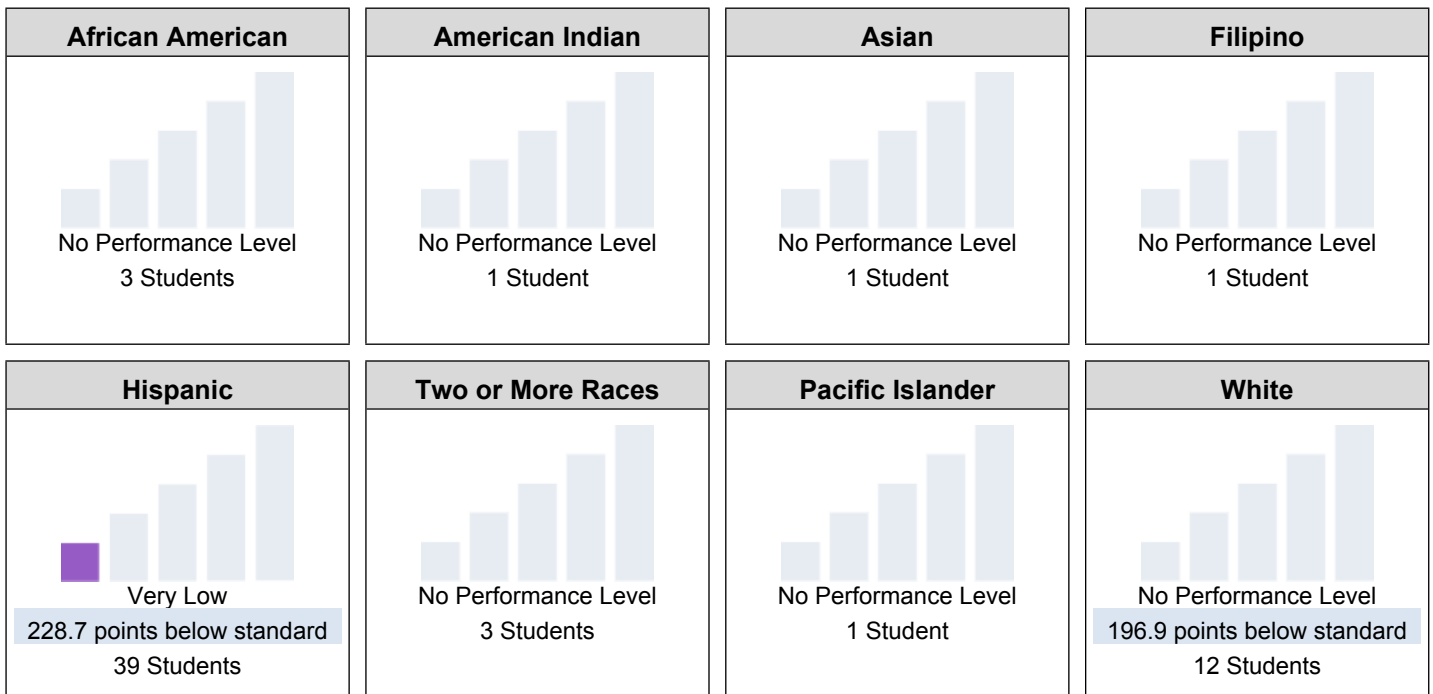 African American
No Performance Level
3 Students
American Indian
No Performance Level
1 Student
Asian
No Performance Level
1 Student
Filipino
No Performance Level
1 Student
Hispanic
Very Low
228.7 points below standard
39 Students
Two or More Races
No Performance Level
3 Students
Pacific Islander
No Performance Level
1 Student
White
No Performance Level
196.9 points below standard
12 Students